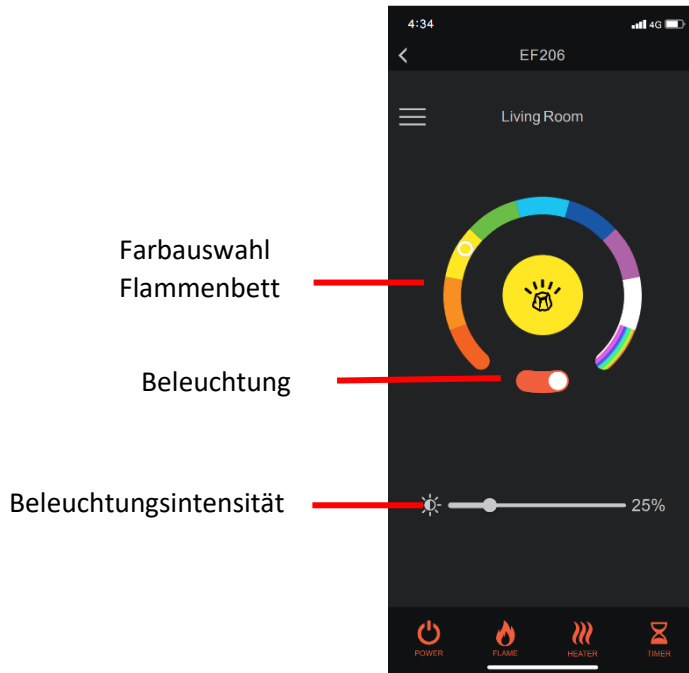 4:34
4G
EF206
Living Room
Farbauswahl
Flammenbett
Beleuchtung
Beleuchtungsintensität
25%
POWER
FLAME
HEATER
TIMER